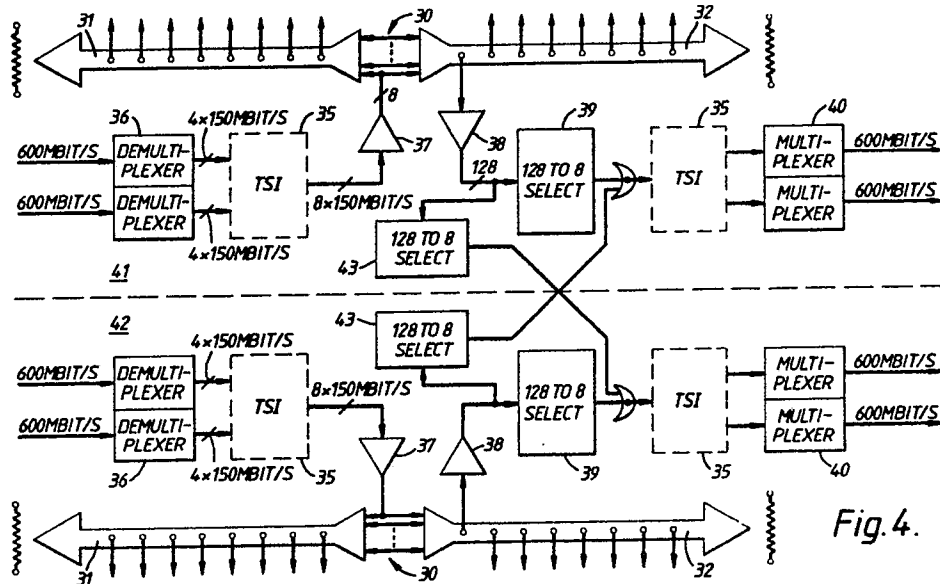 31
30
32
36
4×150MBIT/S
35
8
37
38
39
35
40
600MBIT/S
DEMULTI-
PLEXER
TSI
128 TO 8
SELECT
TSI
MULTI-
PLEXER
600MBIT/S
128
600MBIT/S
DEMULTI-
PLEXER
8×150MBIT/S
MULTI-
PLEXER
600MBIT/S
4×150MBIT/S
128 TO 8
SELECT
41
43
42
43
128 TO 8
SELECT
4×150MBIT/S
600MBIT/S
DEMULTI-
PLEXER
TSI
8×150MBIT/S
128 TO 8
SELECT
TSI
MULTI-
PLEXER
600MBIT/S
600MBIT/S
DEMULTI-
PLEXER
MULTI-
PLEXER
600MBIT/S
36
4×150MBIT/S
35
37
38
39
35
40
31
30
32
Fig.4.